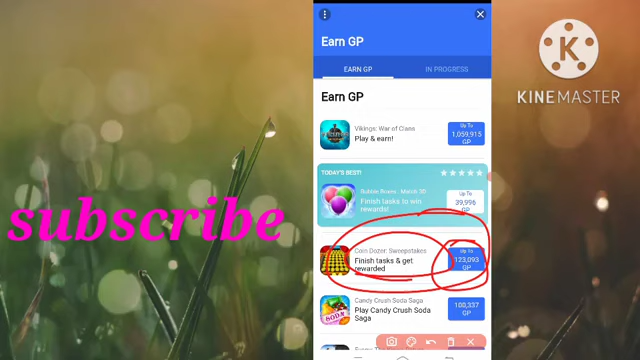 Earn GP
EARN GP
IN PROGRESS
Earn GP
Vikings: War of Clans
Play & earn!
Up To
1,059,915
GP
TODAY'S BEST!
Bubble Boxes : Match 3D
Finish tasks to win
rewards!
Up To
39,996
GP
Coin Dozer: Sweepstakes
Finish tasks & get
rewarded
Up To
123,093
GP
Candy Crush Soda Saga
Play Candy Crush Soda
Saga
100,337
GP
subscribe
K
KINEMASTER